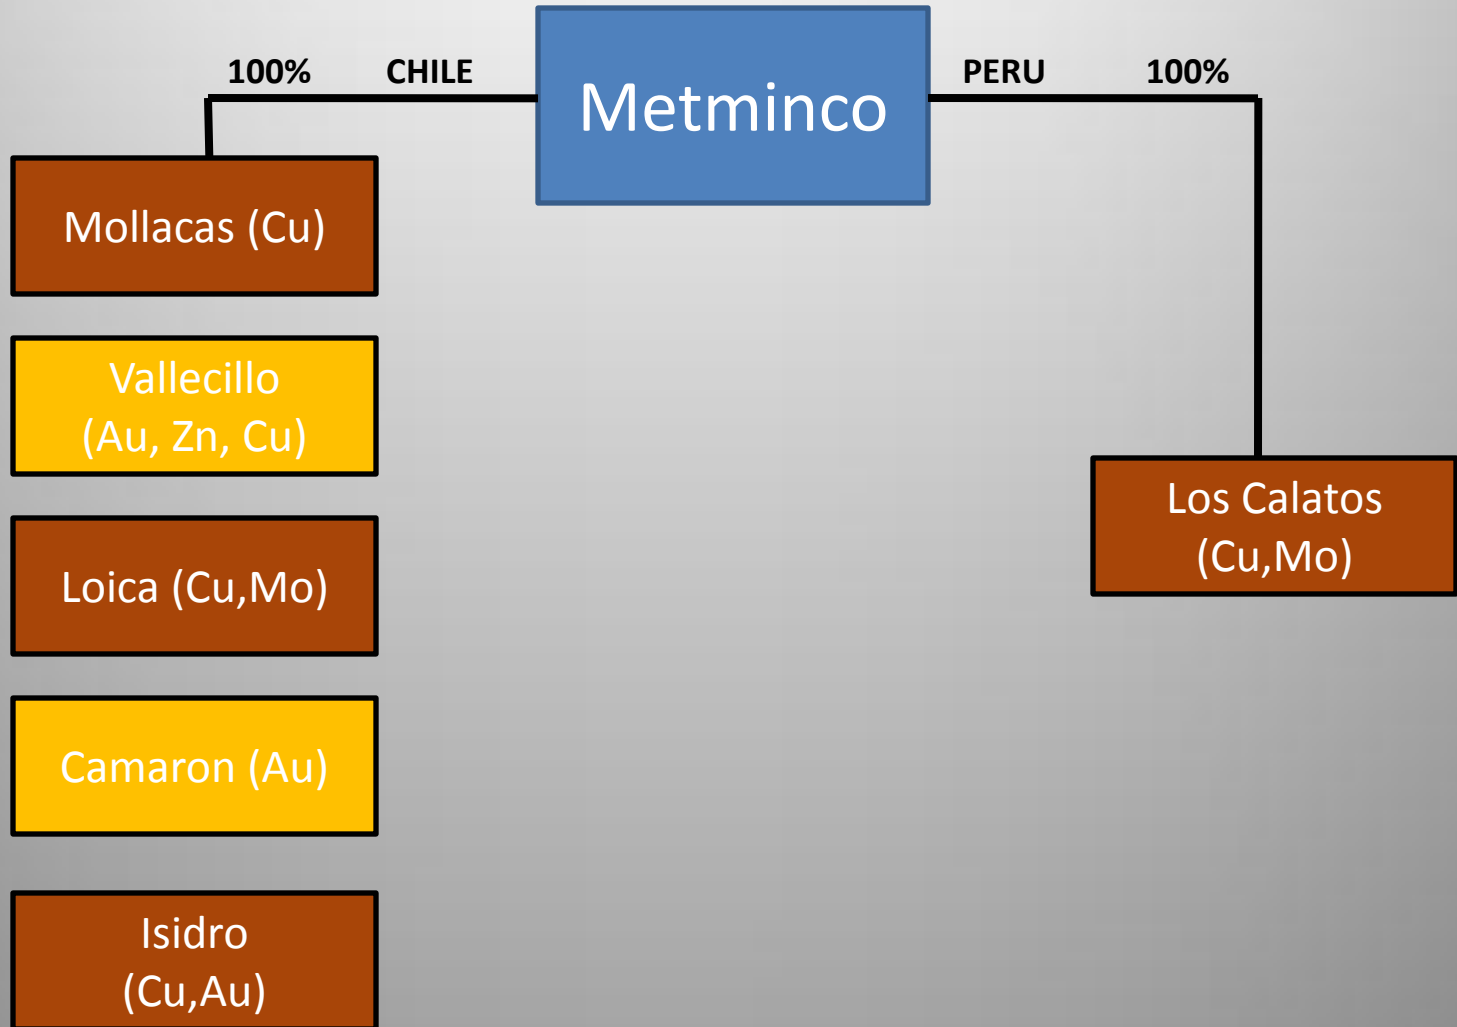 100% CHILE
Metminco
PERU 100%
Mollacas (Cu)
Vallecillo
(Au, Zn, Cu)
Loica (Cu,Mo)
Camaron (Au)
Isidro
(Cu,Au)
Los Calatos
(Cu,Mo)